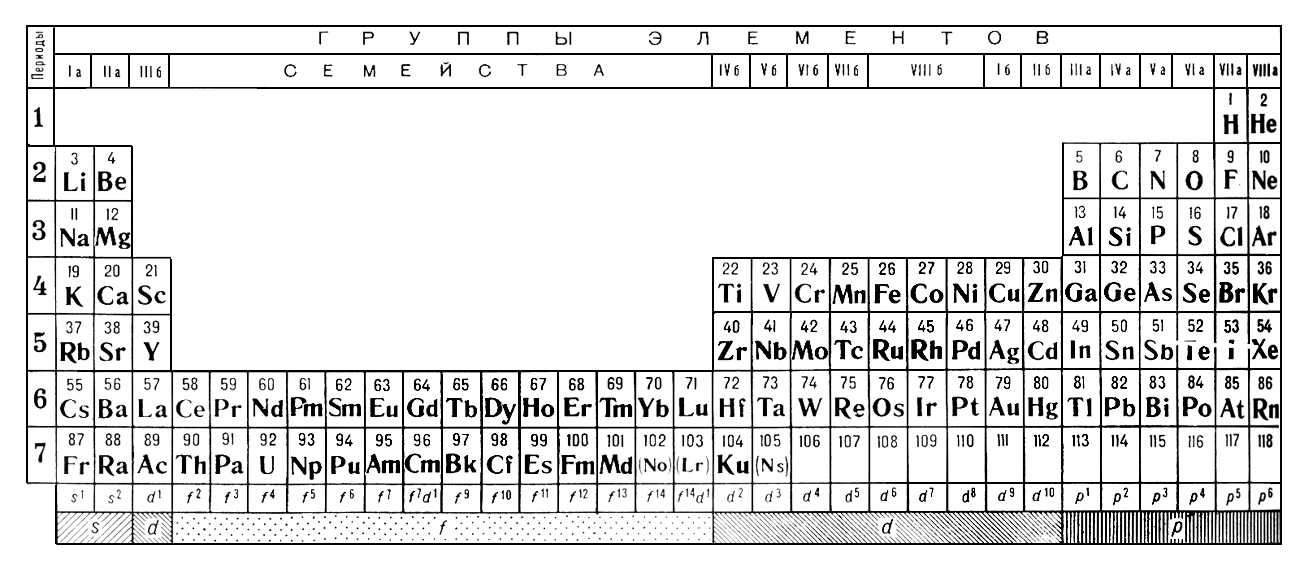 Периоды
ГРУППЫ ЭЛЕМЕНТОВ
Iа IIа IIIб СЕМЕЙСТВА IVб Vб VIб VIIб VIIIб Iб IIб IIIа IVа Vа VIа VIIа VIIIа
1 2
1 H He
3 4 5 6 7 8 9 10
2 Li Be B C N O F Ne
11 12 13 14 15 16 17 18
3 Na Mg Al Si P S Cl Ar
19 20 21 22 23 24 25 26 27 28 29 30 31 32 33 34 35 36
4 K Ca Sc Ti V Cr Mn Fe Co Ni Cu Zn Ga Ge As Se Br Kr
37 38 39 40 41 42 43 44 45 46 47 48 49 50 51 52 53 54
5 Rb Sr Y Zr Nb Mo Tc Ru Rh Pd Ag Cd In Sn Sb Te i Xe
55 56 57 58 59 60 61 62 63 64 65 66 67 68 69 70 71 72 73 74 75 76 77 78 79 80 81 82 83 84 85 86
6 Cs Ba La Ce Pr Nd Pm Sm Eu Gd Tb Dy Ho Er Tm Yb Lu Hf Ta W Re Os Ir Pt Au Hg Tl Pb Bi Po At Rn
87 88 89 90 91 92 93 94 95 96 97 98 99 100 101 102 103 104 105 106 107 108 109 110 111 112 113 114 115 116 117 118
7 Fr Ra Ac Th Pa U Np Pu Am Cm Bk Cf Es Fm Md (No) (Lr) Ku (Ns)
s¹ s² d¹ f² f³ f⁴ f⁵ f⁶ f⁷ f⁷d¹ f⁹ f¹⁰ f¹¹ f¹² f¹³ f¹⁴ f¹⁴d¹ d² d³ d⁴ d⁵ d⁶ d⁷ d⁸ d⁹ d¹⁰ p¹ p² p³ p⁴ p⁵ p⁶
s d f d p